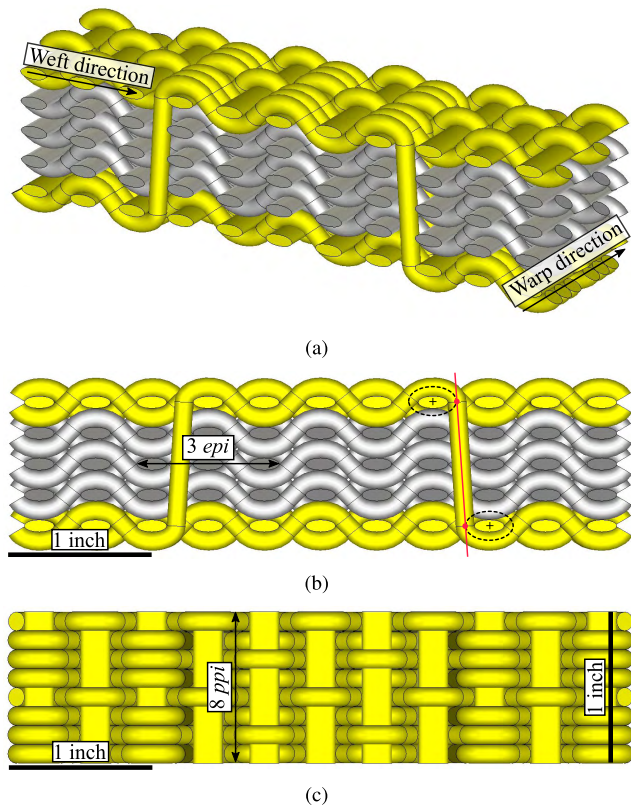 Weft direction
Warp direction
(a)
3 epi
1 inch
(b)
8 ppi
1 inch
1 inch
(c)